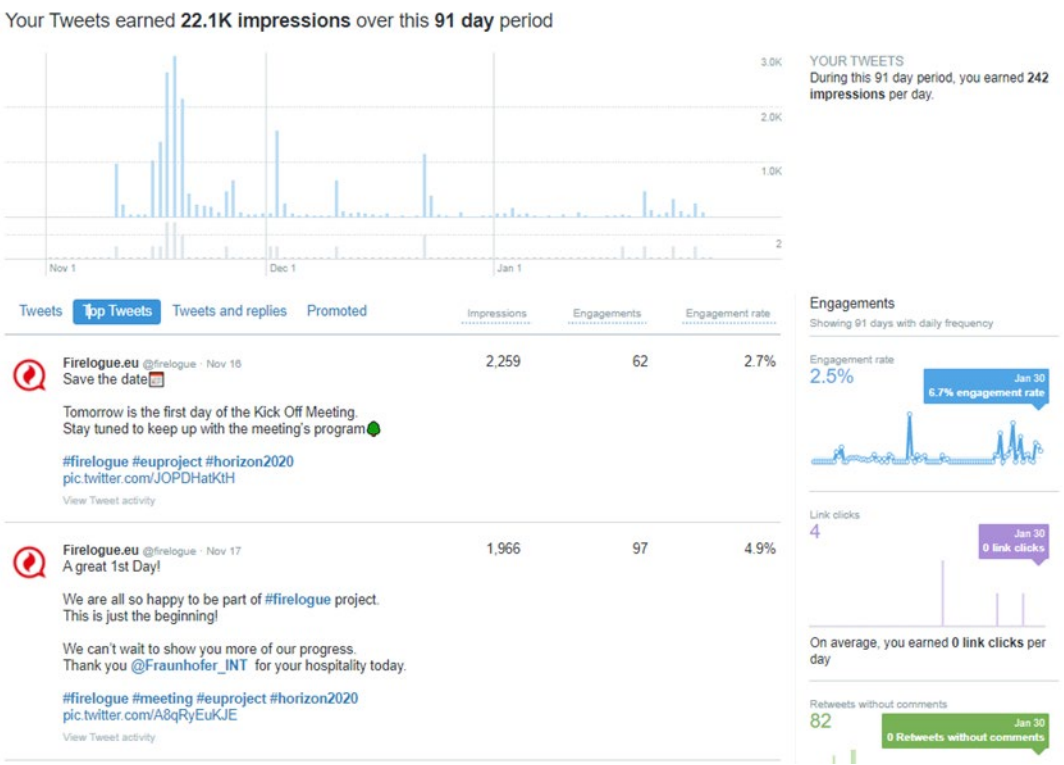 Your Tweets earned 22.1K impressions over this 91 day period
3.0K
2.0K
1.0K
2
Nov 1
Dec 1
Jan 1
YOUR TWEETS
During this 91 day period, you earned 242
impressions per day.
Tweets
Top Tweets
Tweets and replies
Promoted
Impressions
Engagements
Engagement rate
Firelogue.eu @firelogue · Nov 16
2,259
62
2.7%
Save the date
Tomorrow is the first day of the Kick Off Meeting.
Stay tuned to keep up with the meeting's program
#firelogue #euproject #horizon2020
pic.twitter.com/JOPDHatKtH
View Tweet activity
Firelogue.eu @firelogue · Nov 17
1,966
97
4.9%
A great 1st Day!
We are all so happy to be part of #firelogue project.
This is just the beginning!
We can't wait to show you more of our progress.
Thank you @Fraunhofer_INT for your hospitality today.
#firelogue #meeting #euproject #horizon2020
pic.twitter.com/A8qRyEuKJE
View Tweet activity
Engagements
Showing 91 days with daily frequency
Engagement rate
2.5%
Jan 30
6.7% engagement rate
Link clicks
4
Jan 30
0 link clicks
On average, you earned 0 link clicks per
day
Retweets without comments
82
Jan 30
0 Retweets without comments